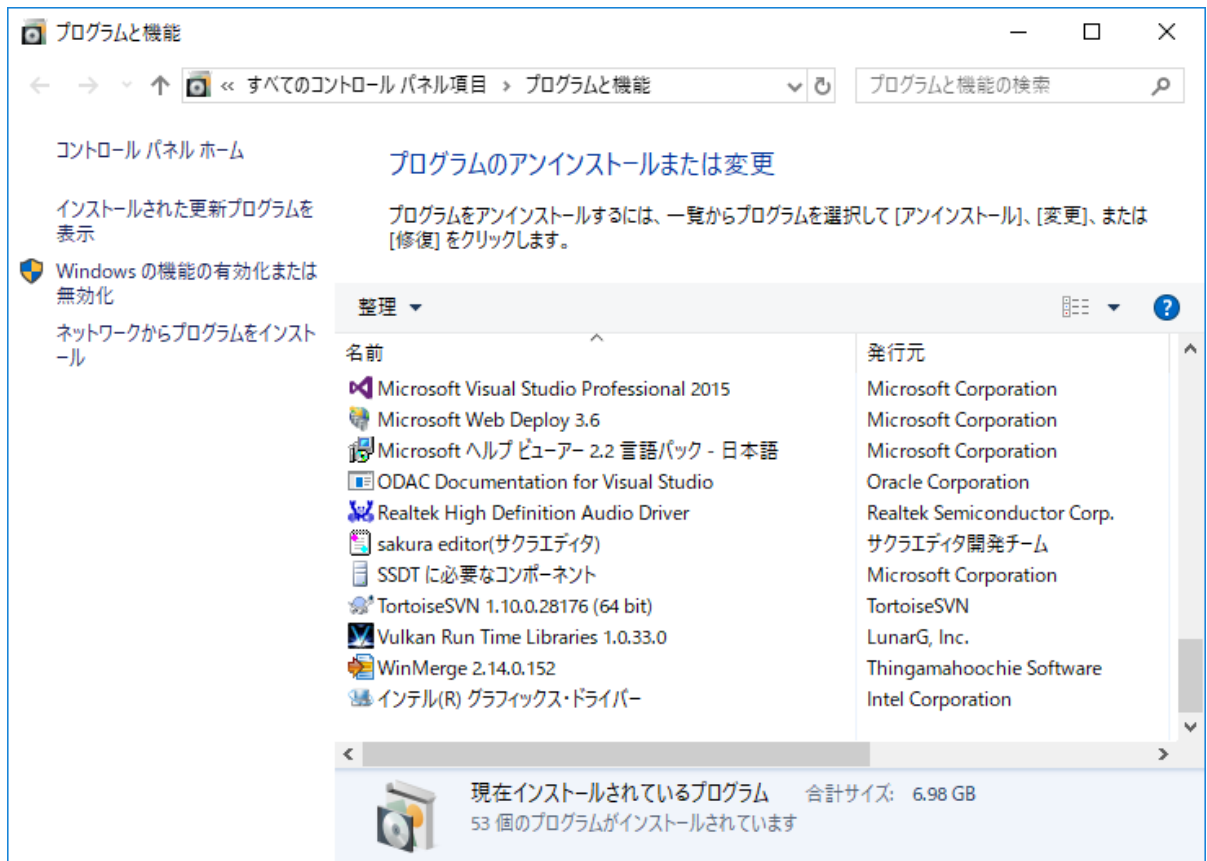 プログラムと機能
« すべてのコントロール パネル項目 › プログラムと機能
プログラムと機能の検索
コントロール パネル ホーム
インストールされた更新プログラムを
表示
Windows の機能の有効化または
無効化
ネットワークからプログラムをインスト
ール
プログラムのアンインストールまたは変更
プログラムをアンインストールするには、一覧からプログラムを選択して [アンインストール]、[変更]、または
[修復] をクリックします。
整理
名前 発行元
Microsoft Visual Studio Professional 2015 Microsoft Corporation
Microsoft Web Deploy 3.6 Microsoft Corporation
Microsoft ヘルプ ビューアー 2.2 言語パック - 日本語 Microsoft Corporation
ODAC Documentation for Visual Studio Oracle Corporation
Realtek High Definition Audio Driver Realtek Semiconductor Corp.
sakura editor(サクラエディタ) サクラエディタ開発チーム
SSDT に必要なコンポーネント Microsoft Corporation
TortoiseSVN 1.10.0.28176 (64 bit) TortoiseSVN
Vulkan Run Time Libraries 1.0.33.0 LunarG, Inc.
WinMerge 2.14.0.152 Thingamahoochie Software
インテル(R) グラフィックス・ドライバー Intel Corporation
現在インストールされているプログラム 合計サイズ: 6.98 GB
53 個のプログラムがインストールされています